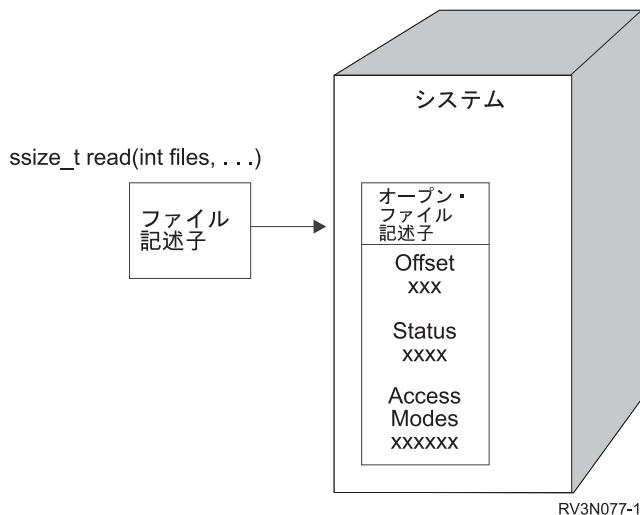 システム
ssize_t read(int files, . . .)
ファイル
記述子
オープン・
ファイル
記述子
Offset
xxx
Status
xxxx
Access
Modes
xxxxxx
RV3N077-1